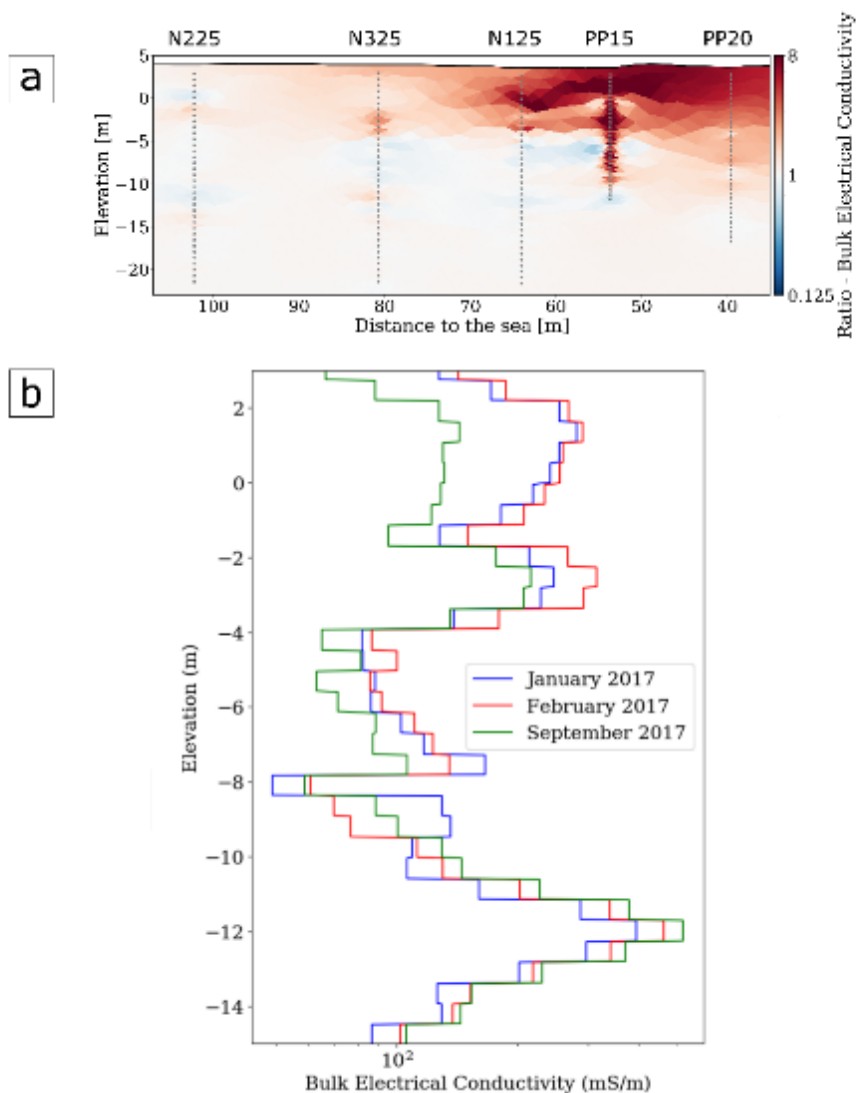 N225 N325 N125 PP15 PP20
a
5
0
−5
−10
−15
−20
Elevation [m]
100 90 80 70 60 50 40
Distance to the sea [m]
8
1
0.125
Ratio - Bulk Electrical Conductivity
b
2
0
−2
−4
−6
−8
−10
−12
−14
Elevation (m)
January 2017
February 2017
September 2017
10²
Bulk Electrical Conductivity (mS/m)